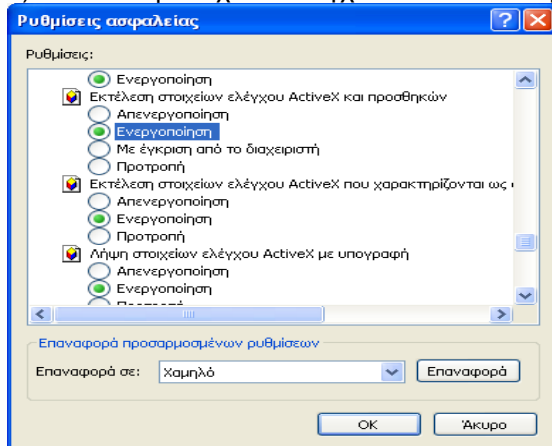 Ρυθμίσεις ασφαλείας
Ρυθμίσεις:
Ενεργοποίηση
Εκτέλεση στοιχείων ελέγχου ActiveX και προσθηκών
Απενεργοποίηση
Ενεργοποίηση
Με έγκριση από το διαχειριστή
Προτροπή
Εκτέλεση στοιχείων ελέγχου ActiveX που χαρακτηρίζονται ως
Απενεργοποίηση
Ενεργοποίηση
Προτροπή
Λήψη στοιχείων ελέγχου ActiveX με υπογραφή
Απενεργοποίηση
Ενεργοποίηση
Επαναφορά προσαρμοσμένων ρυθμίσεων
Επαναφορά σε: Χαμηλό Επαναφορά
OK Άκυρο